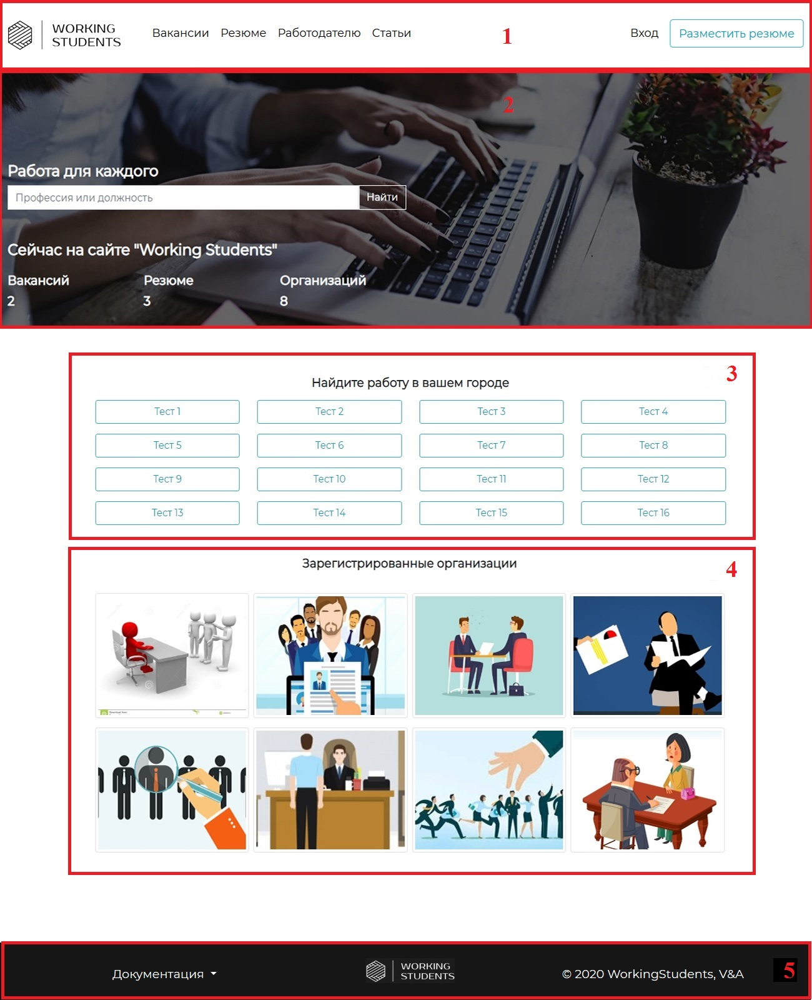 WORKING
STUDENTS
Вакансии Резюме Работодателю Статьи
1
Вход
Разместить резюме
2
Работа для каждого
Профессия или должность
Найти
Сейчас на сайте "Working Students"
Вакансий Резюме Организаций
2 3 8
3
Найдите работу в вашем городе
Тест 1 Тест 2 Тест 3 Тест 4
Тест 5 Тест 6 Тест 7 Тест 8
Тест 9 Тест 10 Тест 11 Тест 12
Тест 13 Тест 14 Тест 15 Тест 16
Зарегистрированные организации
4
Документация
WORKING
STUDENTS
© 2020 WorkingStudents, V&A
5